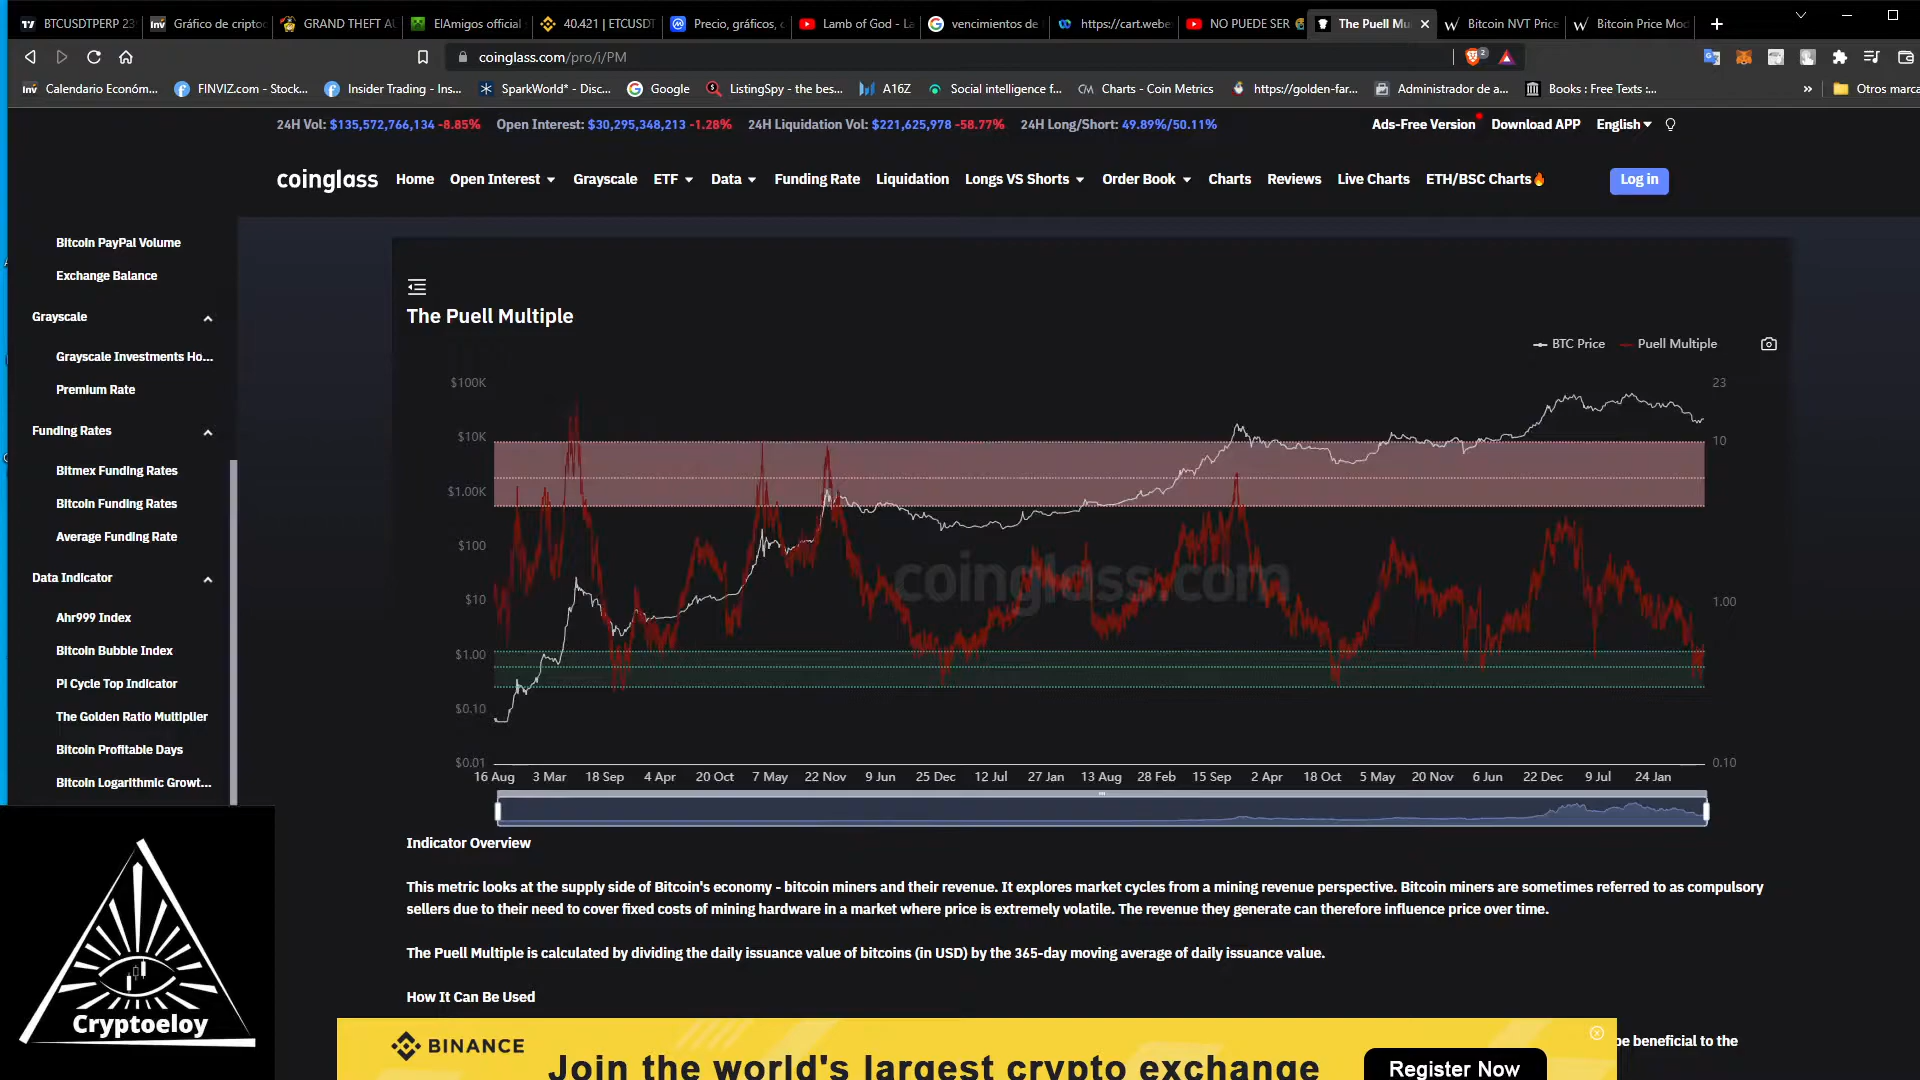 BTCUSDTPERP 23
Gráfico de cripto
GRAND THEFT AU
ElAmigos official
40.421 | ETCUSDT
Precio, gráficos,
Lamb of God - La
vencimientos de
https://cart.webe
NO PUEDE SER
The Puell Mu
Bitcoin NVT Price
Bitcoin Price Mod
coinglass.com/pro/i/PM
2
Calendario Económ...
FINVIZ.com - Stock...
Insider Trading - Ins...
SparkWorld* - Disc...
Google
ListingSpy - the bes...
A16Z
Social intelligence f...
Charts - Coin Metrics
https://golden-far...
Administrador de a...
Books : Free Texts :...
»
Otros marca
24H Vol: $135,572,766,134 -8.85%
Open Interest: $30,295,348,213 -1.28%
24H Liquidation Vol: $221,625,978 -58.77%
24H Long/Short: 49.89%/50.11%
Ads-Free Version
Download APP
English
coinglass
Home
Open Interest
Grayscale
ETF
Data
Funding Rate
Liquidation
Longs VS Shorts
Order Book
Charts
Reviews
Live Charts
ETH/BSC Charts
Log in
Bitcoin PayPal Volume
Exchange Balance
Grayscale
Grayscale Investments Ho...
Premium Rate
Funding Rates
Bitmex Funding Rates
Bitcoin Funding Rates
Average Funding Rate
Data Indicator
Ahr999 Index
Bitcoin Bubble Index
Pi Cycle Top Indicator
The Golden Ratio Multiplier
Bitcoin Profitable Days
Bitcoin Logarithmic Growt...
The Puell Multiple
BTC Price
Puell Multiple
$100K
$10K
$1.00K
$100
$10
$1.00
$0.10
$0.01
23
10
1.00
0.10
coinglass.com
16 Aug
3 Mar
18 Sep
4 Apr
20 Oct
7 May
22 Nov
9 Jun
25 Dec
12 Jul
27 Jan
13 Aug
28 Feb
15 Sep
2 Apr
18 Oct
5 May
20 Nov
6 Jun
22 Dec
9 Jul
24 Jan
Indicator Overview
This metric looks at the supply side of Bitcoin's economy - bitcoin miners and their revenue. It explores market cycles from a mining revenue perspective. Bitcoin miners are sometimes referred to as compulsory
sellers due to their need to cover fixed costs of mining hardware in a market where price is extremely volatile. The revenue they generate can therefore influence price over time.
The Puell Multiple is calculated by dividing the daily issuance value of bitcoins (in USD) by the 365-day moving average of daily issuance value.
How It Can Be Used
be beneficial to the
BINANCE
Join the world's largest crypto exchange
Register Now
Cryptoeloy